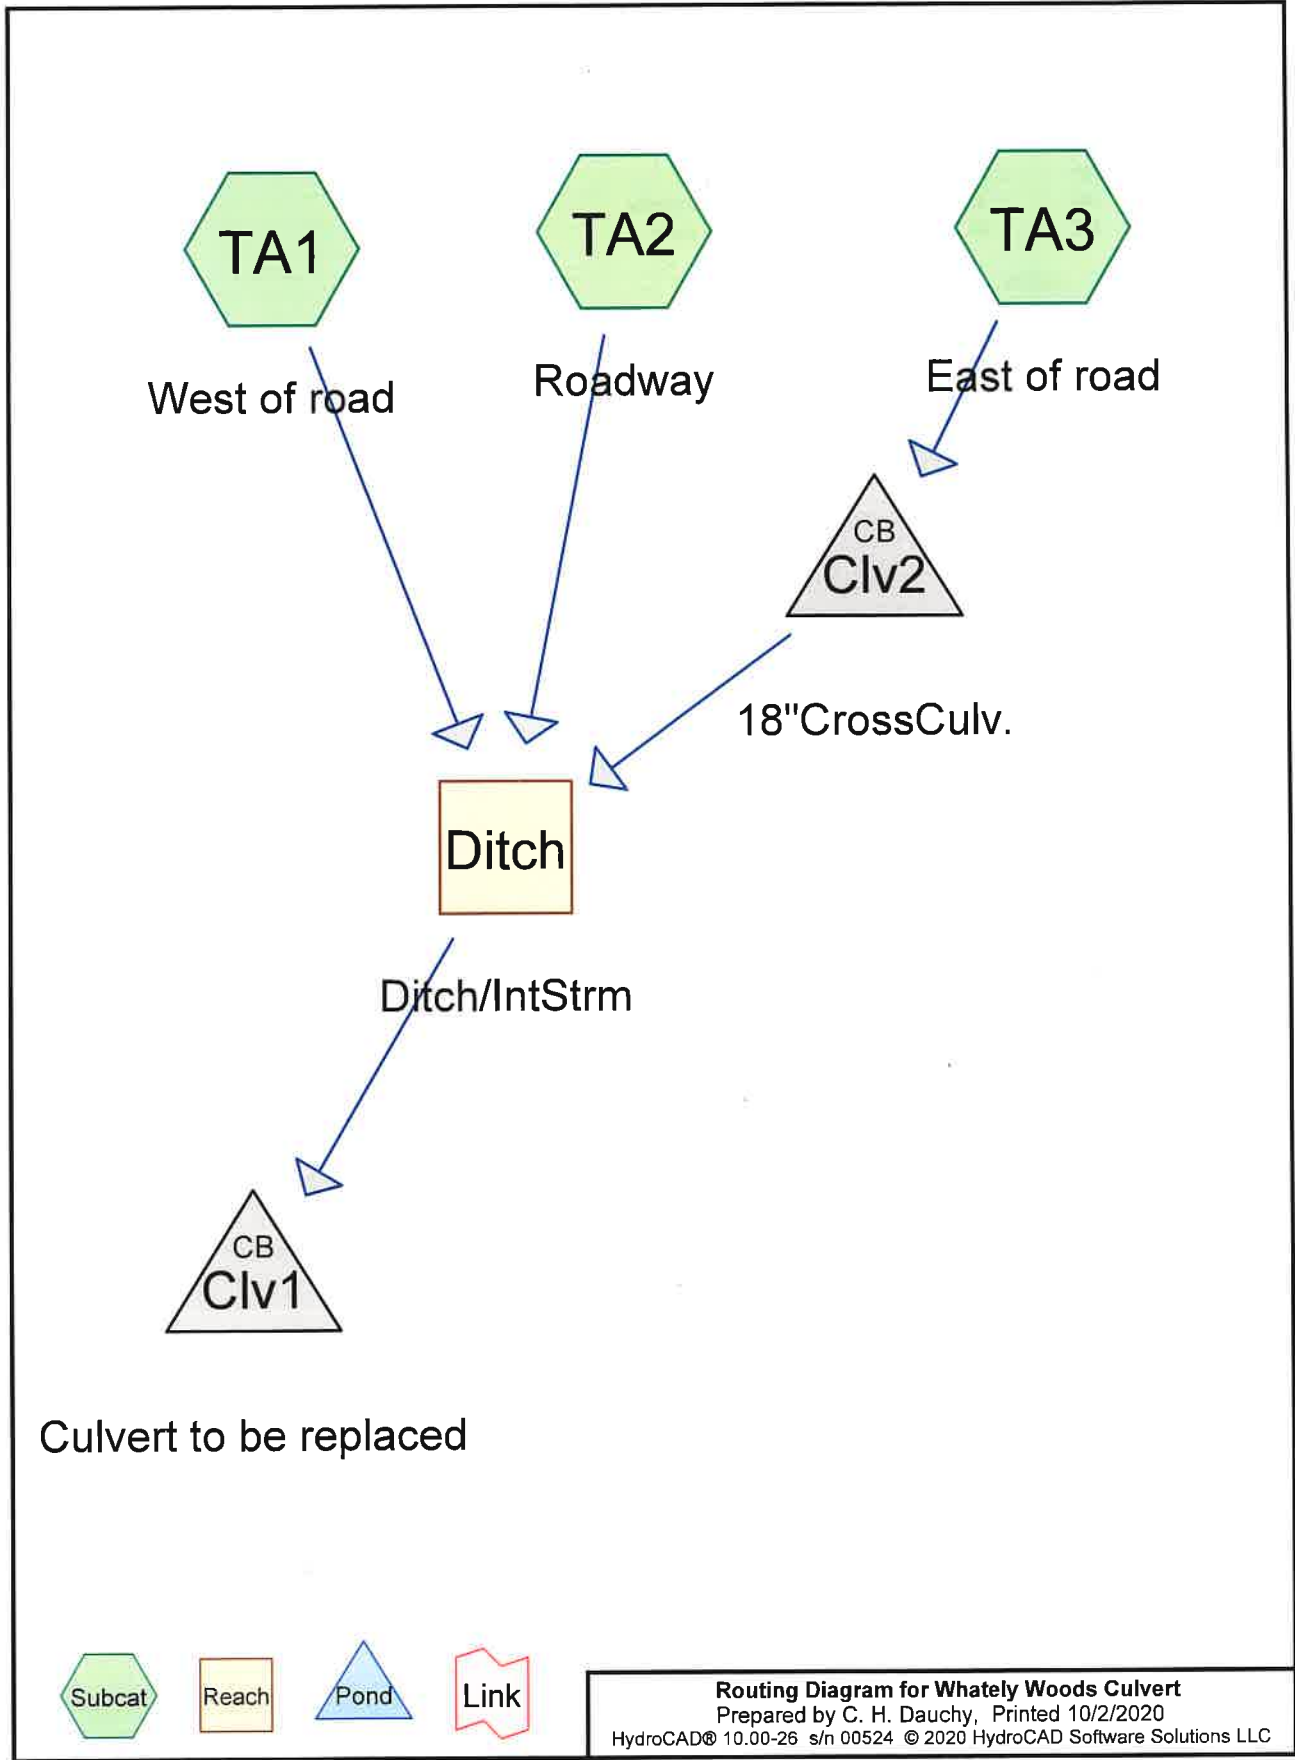 TA1
TA2
TA3
West of road
Roadway
East of road
CB
Clv2
18"CrossCulv.
Ditch
Ditch/IntStrm
CB
Clv1
Culvert to be replaced
Subcat
Reach
Pond
Link
Routing Diagram for Whately Woods Culvert
Prepared by C. H. Dauchy, Printed 10/2/2020
HydroCAD® 10.00-26 s/n 00524 © 2020 HydroCAD Software Solutions LLC